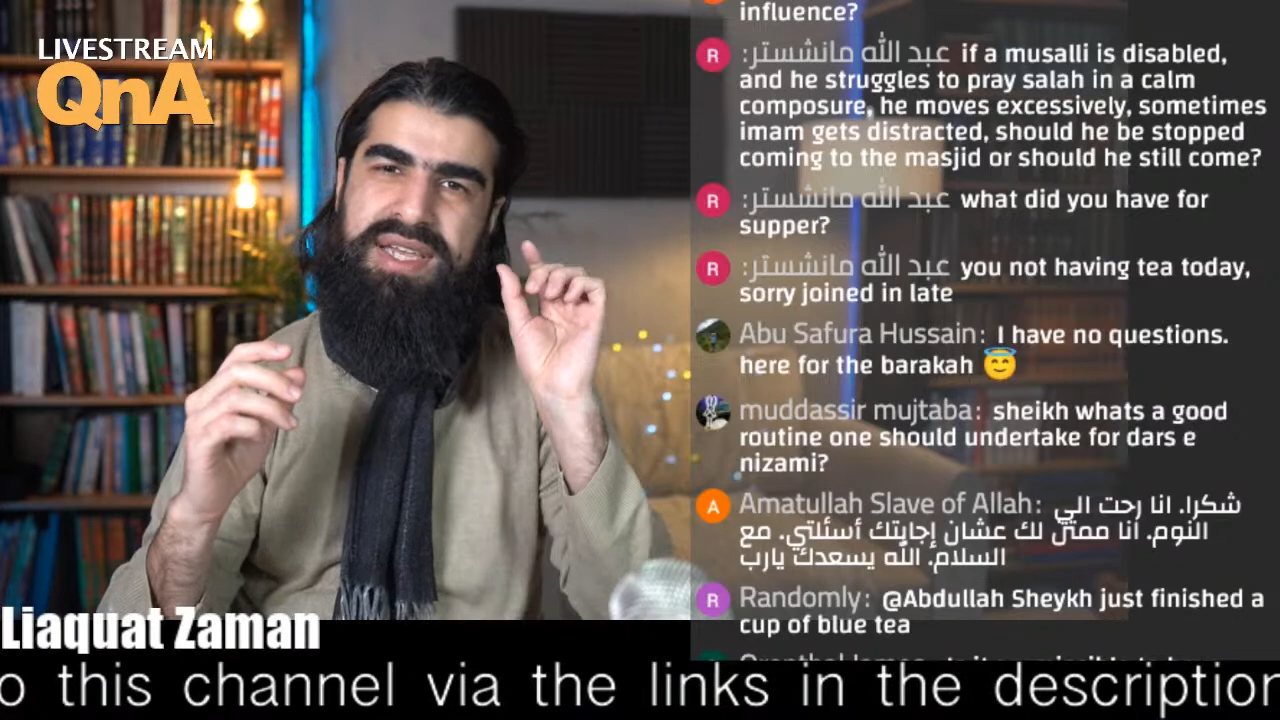 LIVESTREAM
QnA
influence?
R عبد الله مانشستر: if a musalli is disabled,
and he struggles to pray salah in a calm
composure, he moves excessively, sometimes
imam gets distracted, should he be stopped
coming to the masjid or should he still come?
R عبد الله مانشستر: what did you have for
supper?
R عبد الله مانشستر: you not having tea today,
sorry joined in late
Abu Safura Hussain: I have no questions.
here for the barakah 😇
muddassir mujtaba: sheikh whats a good
routine one should undertake for dars e
nizami?
A Amatullah Slave of Allah: شكرا. انا رحت الي
النوم. انا ممتن لك عشان إجابتك أسئلتي. مع
السلام. الله يسعدك يارب
R Randomly: @Abdullah Sheykh just finished a
cup of blue tea
Liaquat Zaman
o this channel via the links in the description